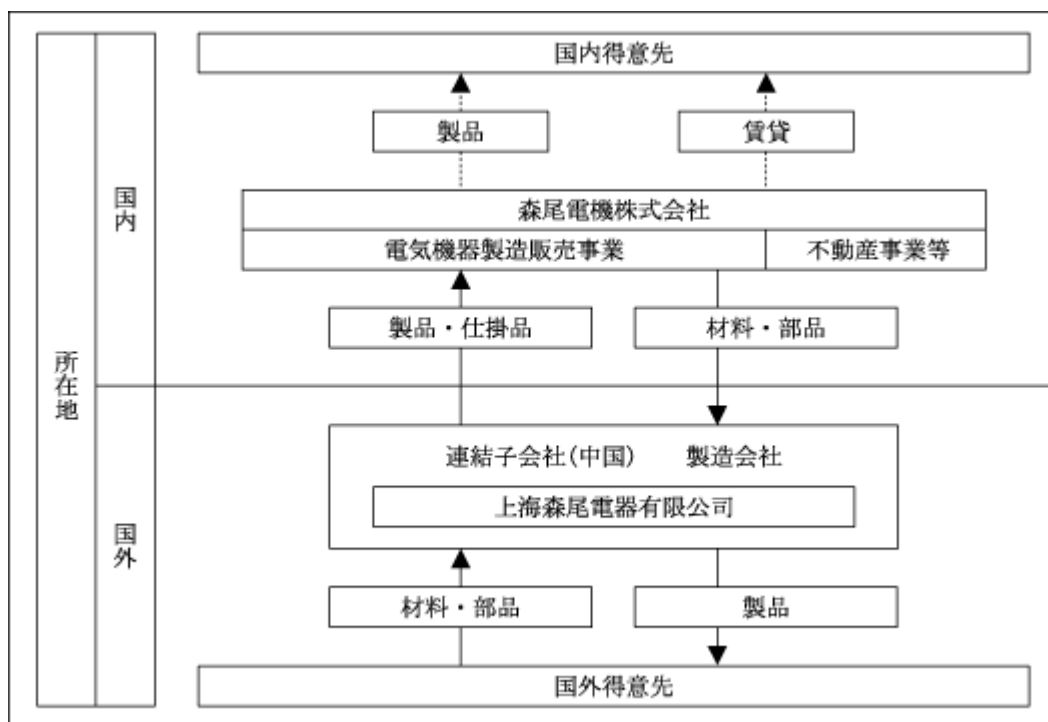 所在地
国内
国外
国内得意先
製品
賃貸
森尾電機株式会社
電気機器製造販売事業
不動産事業等
製品・仕掛品
材料・部品
連結子会社(中国) 製造会社
上海森尾電器有限公司
材料・部品
製品
国外得意先